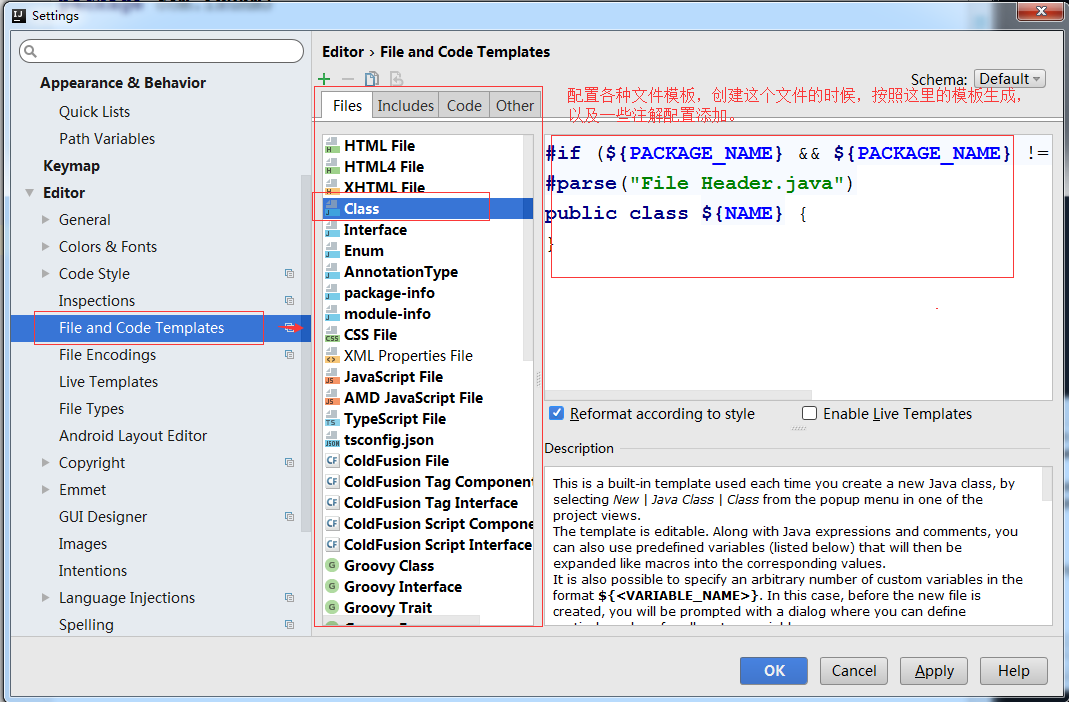 Settings
Appearance & Behavior
Quick Lists
Path Variables
Keymap
Editor
General
Colors & Fonts
Code Style
Inspections
File and Code Templates
File Encodings
Live Templates
File Types
Android Layout Editor
Copyright
Emmet
GUI Designer
Images
Intentions
Language Injections
Spelling
Editor › File and Code Templates
Schema: Default
Files Includes Code Other
配置各种文件模板，创建这个文件的时候，按照这里的模板生成，
以及一些注解配置添加。
HTML File
HTML4 File
XHTML File
Class
Interface
Enum
AnnotationType
package-info
module-info
CSS File
XML Properties File
JavaScript File
AMD JavaScript File
TypeScript File
tsconfig.json
ColdFusion File
ColdFusion Tag Component
ColdFusion Tag Interface
ColdFusion Script Compone
ColdFusion Script Interface
Groovy Class
Groovy Interface
Groovy Trait
#if (${PACKAGE_NAME} && ${PACKAGE_NAME} !=
#parse("File Header.java")
public class ${NAME} {
}
Reformat according to style Enable Live Templates
Description
This is a built-in template used each time you create a new Java class, by
selecting New | Java Class | Class from the popup menu in one of the
project views.
The template is editable. Along with Java expressions and comments, you
can also use predefined variables (listed below) that will then be
expanded like macros into the corresponding values.
It is also possible to specify an arbitrary number of custom variables in the
format ${<VARIABLE_NAME>}. In this case, before the new file is
created, you will be prompted with a dialog where you can define
OK Cancel Apply Help